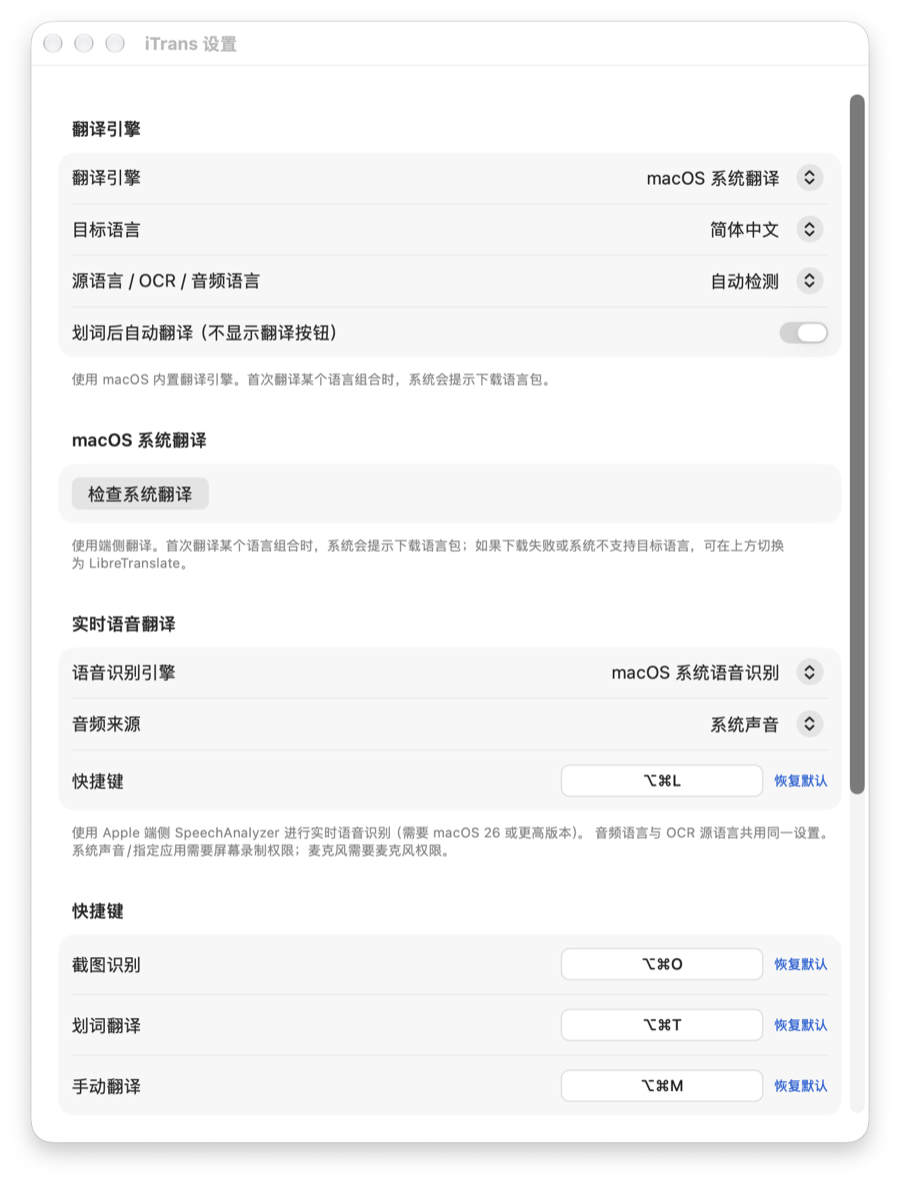 iTrans 设置
翻译引擎
翻译引擎 macOS 系统翻译
目标语言 简体中文
源语言 / OCR / 音频语言 自动检测
划词后自动翻译（不显示翻译按钮）
使用 macOS 内置翻译引擎。首次翻译某个语言组合时，系统会提示下载语言包。
macOS 系统翻译
检查系统翻译
使用端侧翻译。首次翻译某个语言组合时，系统会提示下载语言包；如果下载失败或系统不支持目标语言，可在上方切换
为 LibreTranslate。
实时语音翻译
语音识别引擎 macOS 系统语音识别
音频来源 系统声音
快捷键 ⌥⌘L 恢复默认
使用 Apple 端侧 SpeechAnalyzer 进行实时语音识别（需要 macOS 26 或更高版本）。 音频语言与 OCR 源语言共用同一设置。
系统声音/指定应用需要屏幕录制权限；麦克风需要麦克风权限。
快捷键
截图识别 ⌥⌘O 恢复默认
划词翻译 ⌥⌘T 恢复默认
手动翻译 ⌥⌘M 恢复默认